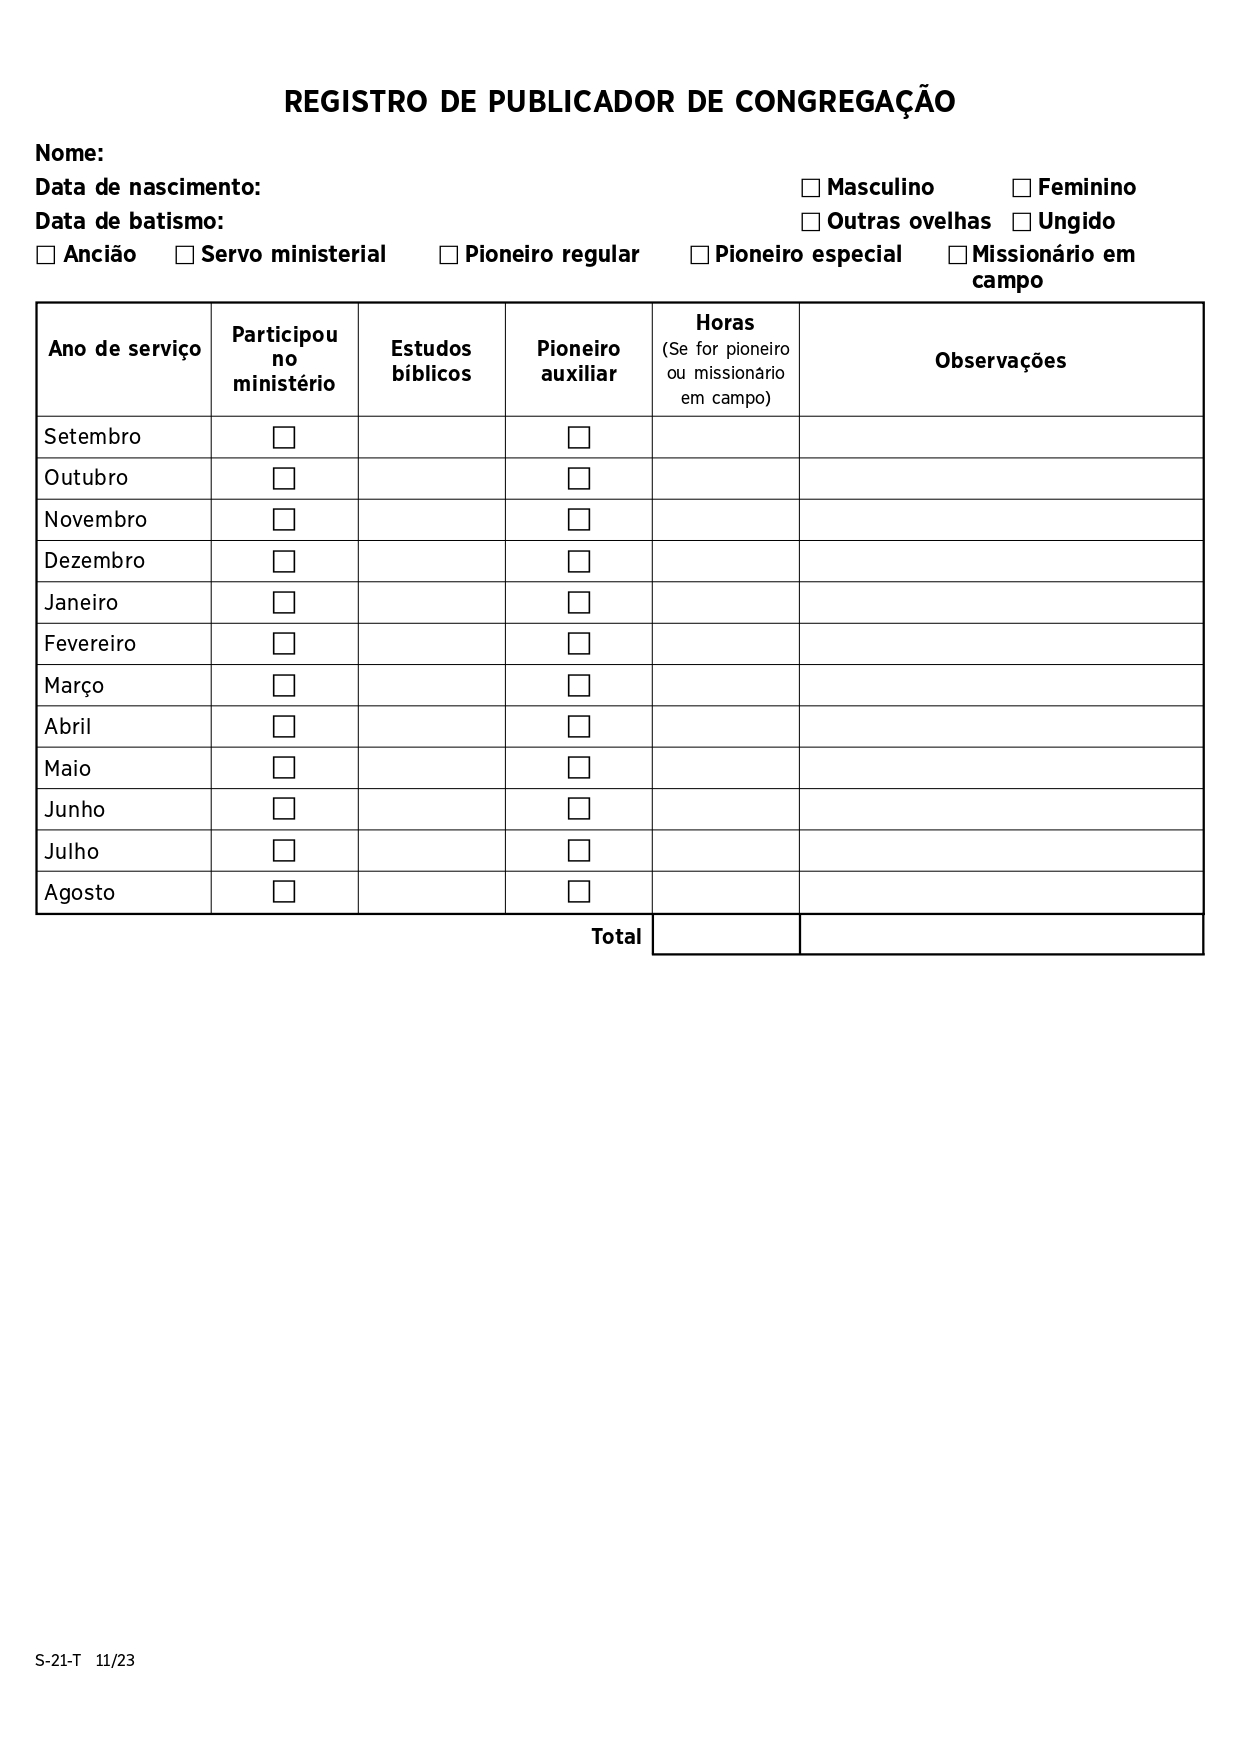 REGISTRO DE PUBLICADOR DE CONGREGAÇÃO
Nome:
Data de nascimento: Masculino Feminino
Data de batismo: Outras ovelhas Ungido
Ancião Servo ministerial Pioneiro regular Pioneiro especial Missionário em
campo
Ano de serviço
Participou
no
ministério
Estudos
bíblicos
Pioneiro
auxiliar
Horas
(Se for pioneiro
ou missionário
em campo)
Observações
Setembro
Outubro
Novembro
Dezembro
Janeiro
Fevereiro
Março
Abril
Maio
Junho
Julho
Agosto
Total
S-21-T 11/23